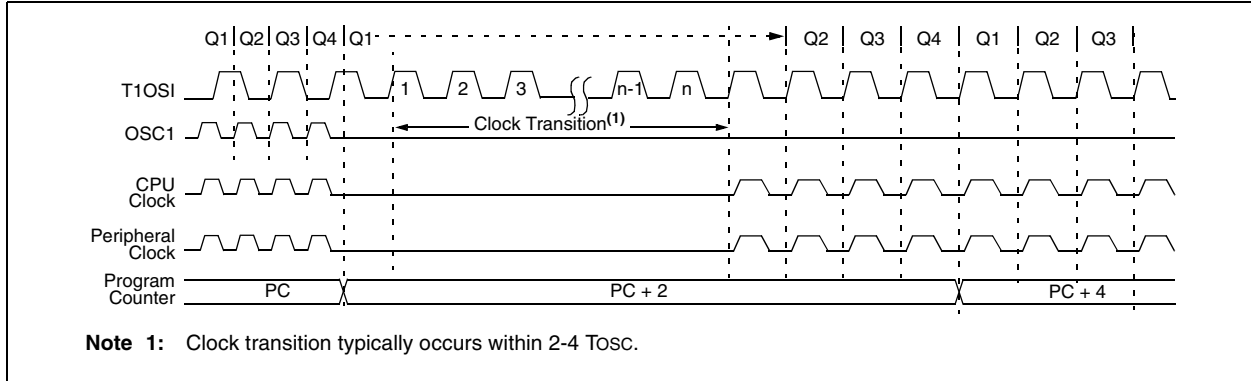 Q1 Q2 Q3 Q4 Q1 Q2 Q3 Q4 Q1 Q2 Q3
T1OSI
1 2 3 n-1 n
Clock Transition(1)
OSC1
CPU
Clock
Peripheral
Clock
Program
Counter
PC PC + 2 PC + 4
Note 1: Clock transition typically occurs within 2-4 TOSC.